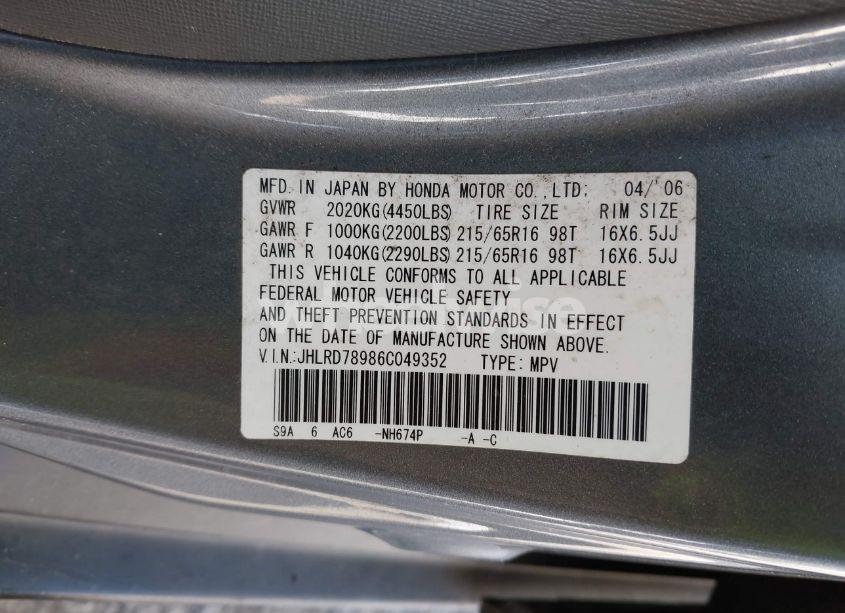 MFD. IN JAPAN BY HONDA MOTOR CO.,LTD: 04/'06
GVWR 2020KG(4450LBS) TIRE SIZE RIM SIZE
GAWR F 1000KG(2200LBS) 215/65R16 98T 16X6.5JJ
GAWR R 1040KG(2290LBS) 215/65R16 98T 16X6.5JJ
THIS VEHICLE CONFORMS TO ALL APPLICABLE
FEDERAL MOTOR VEHICLE SAFETY
AND THEFT PREVENTION STANDARDS IN EFFECT
ON THE DATE OF MANUFACTURE SHOWN ABOVE.
V.I.N.:JHLRD78986C049352 TYPE: MPV
S9A 6 AC6 -NH674P -A -C